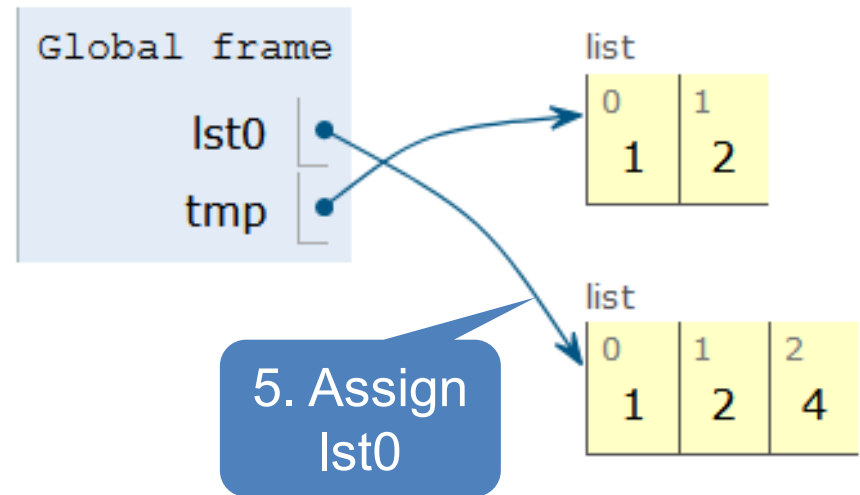 Global frame
lst0
tmp
list
0 1
1 2
list
0 1 2
1 2 4
5. Assign
lst0